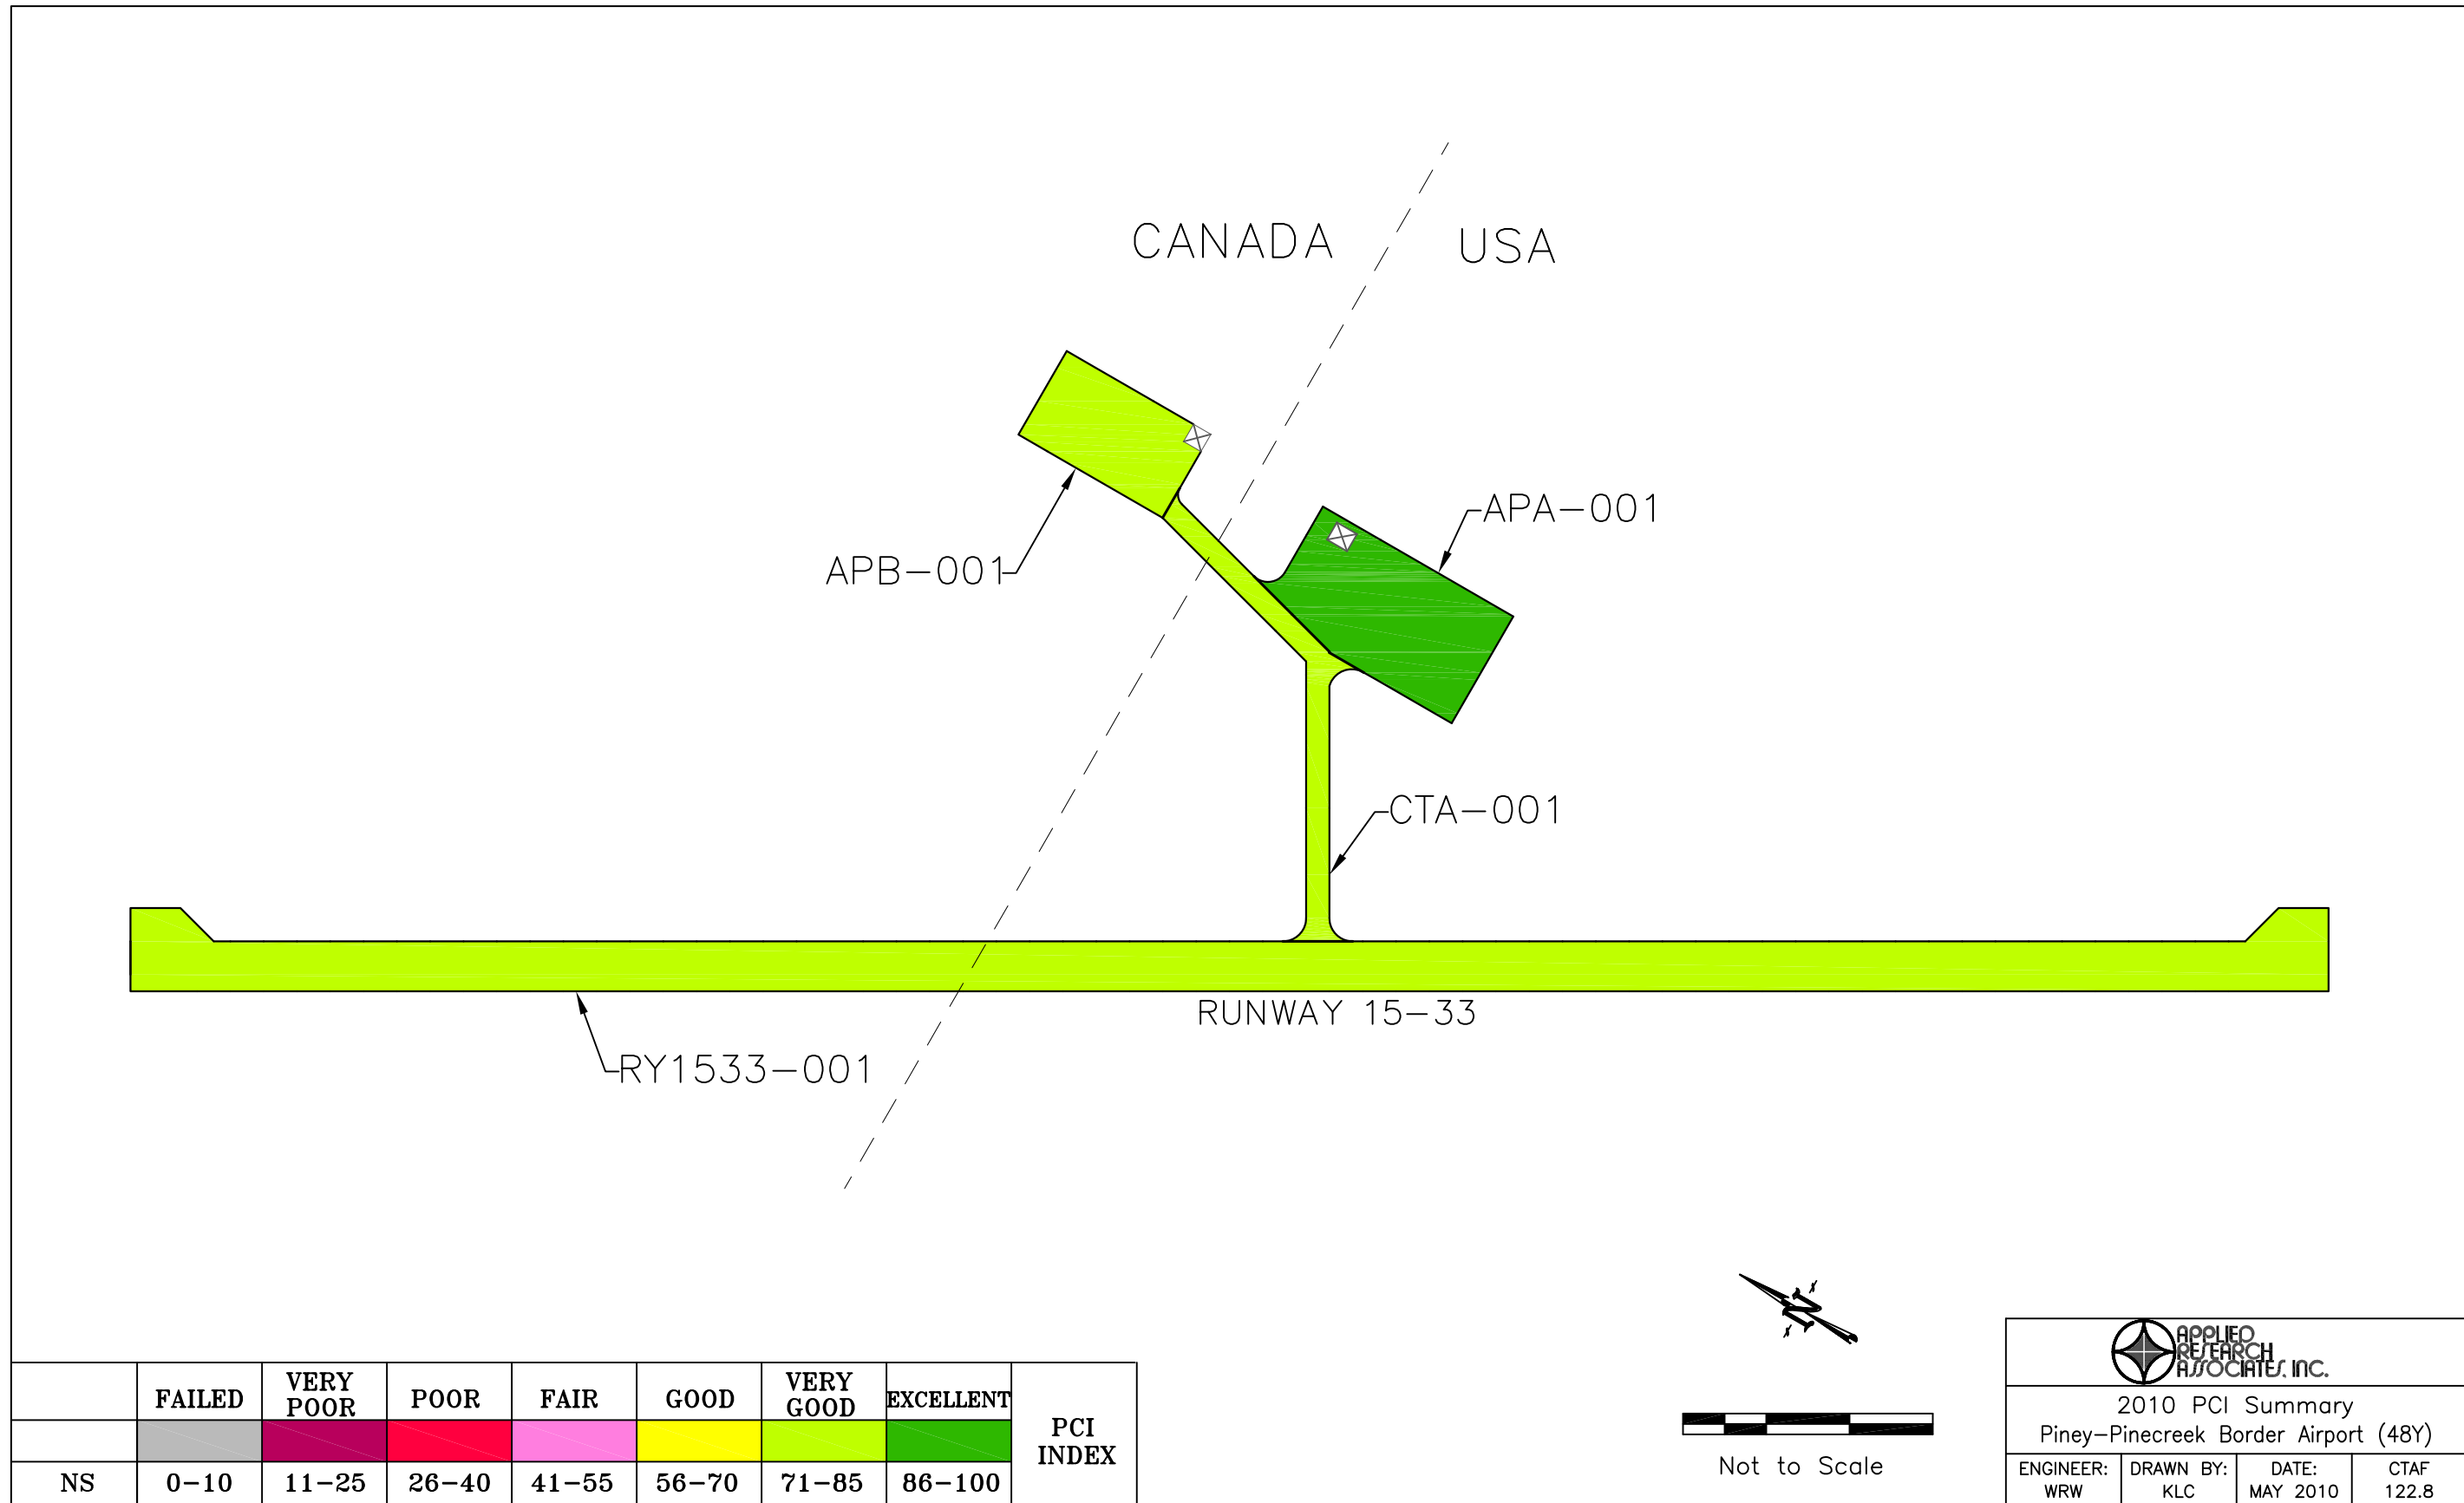 CANADA
USA
APA-001
APB-001
CTA-001
RUNWAY 15-33
RY1533-001
N
FAILED
VERY
POOR
POOR
FAIR
GOOD
VERY
GOOD
EXCELLENT
PCI
INDEX
NS
0-10
11-25
26-40
41-55
56-70
71-85
86-100
Not to Scale
APPLIED
RESEARCH
ASSOCIATES, INC.
2010 PCI Summary
Piney-Pinecreek Border Airport (48Y)
ENGINEER:
WRW
DRAWN BY:
KLC
DATE:
MAY 2010
CTAF
122.8